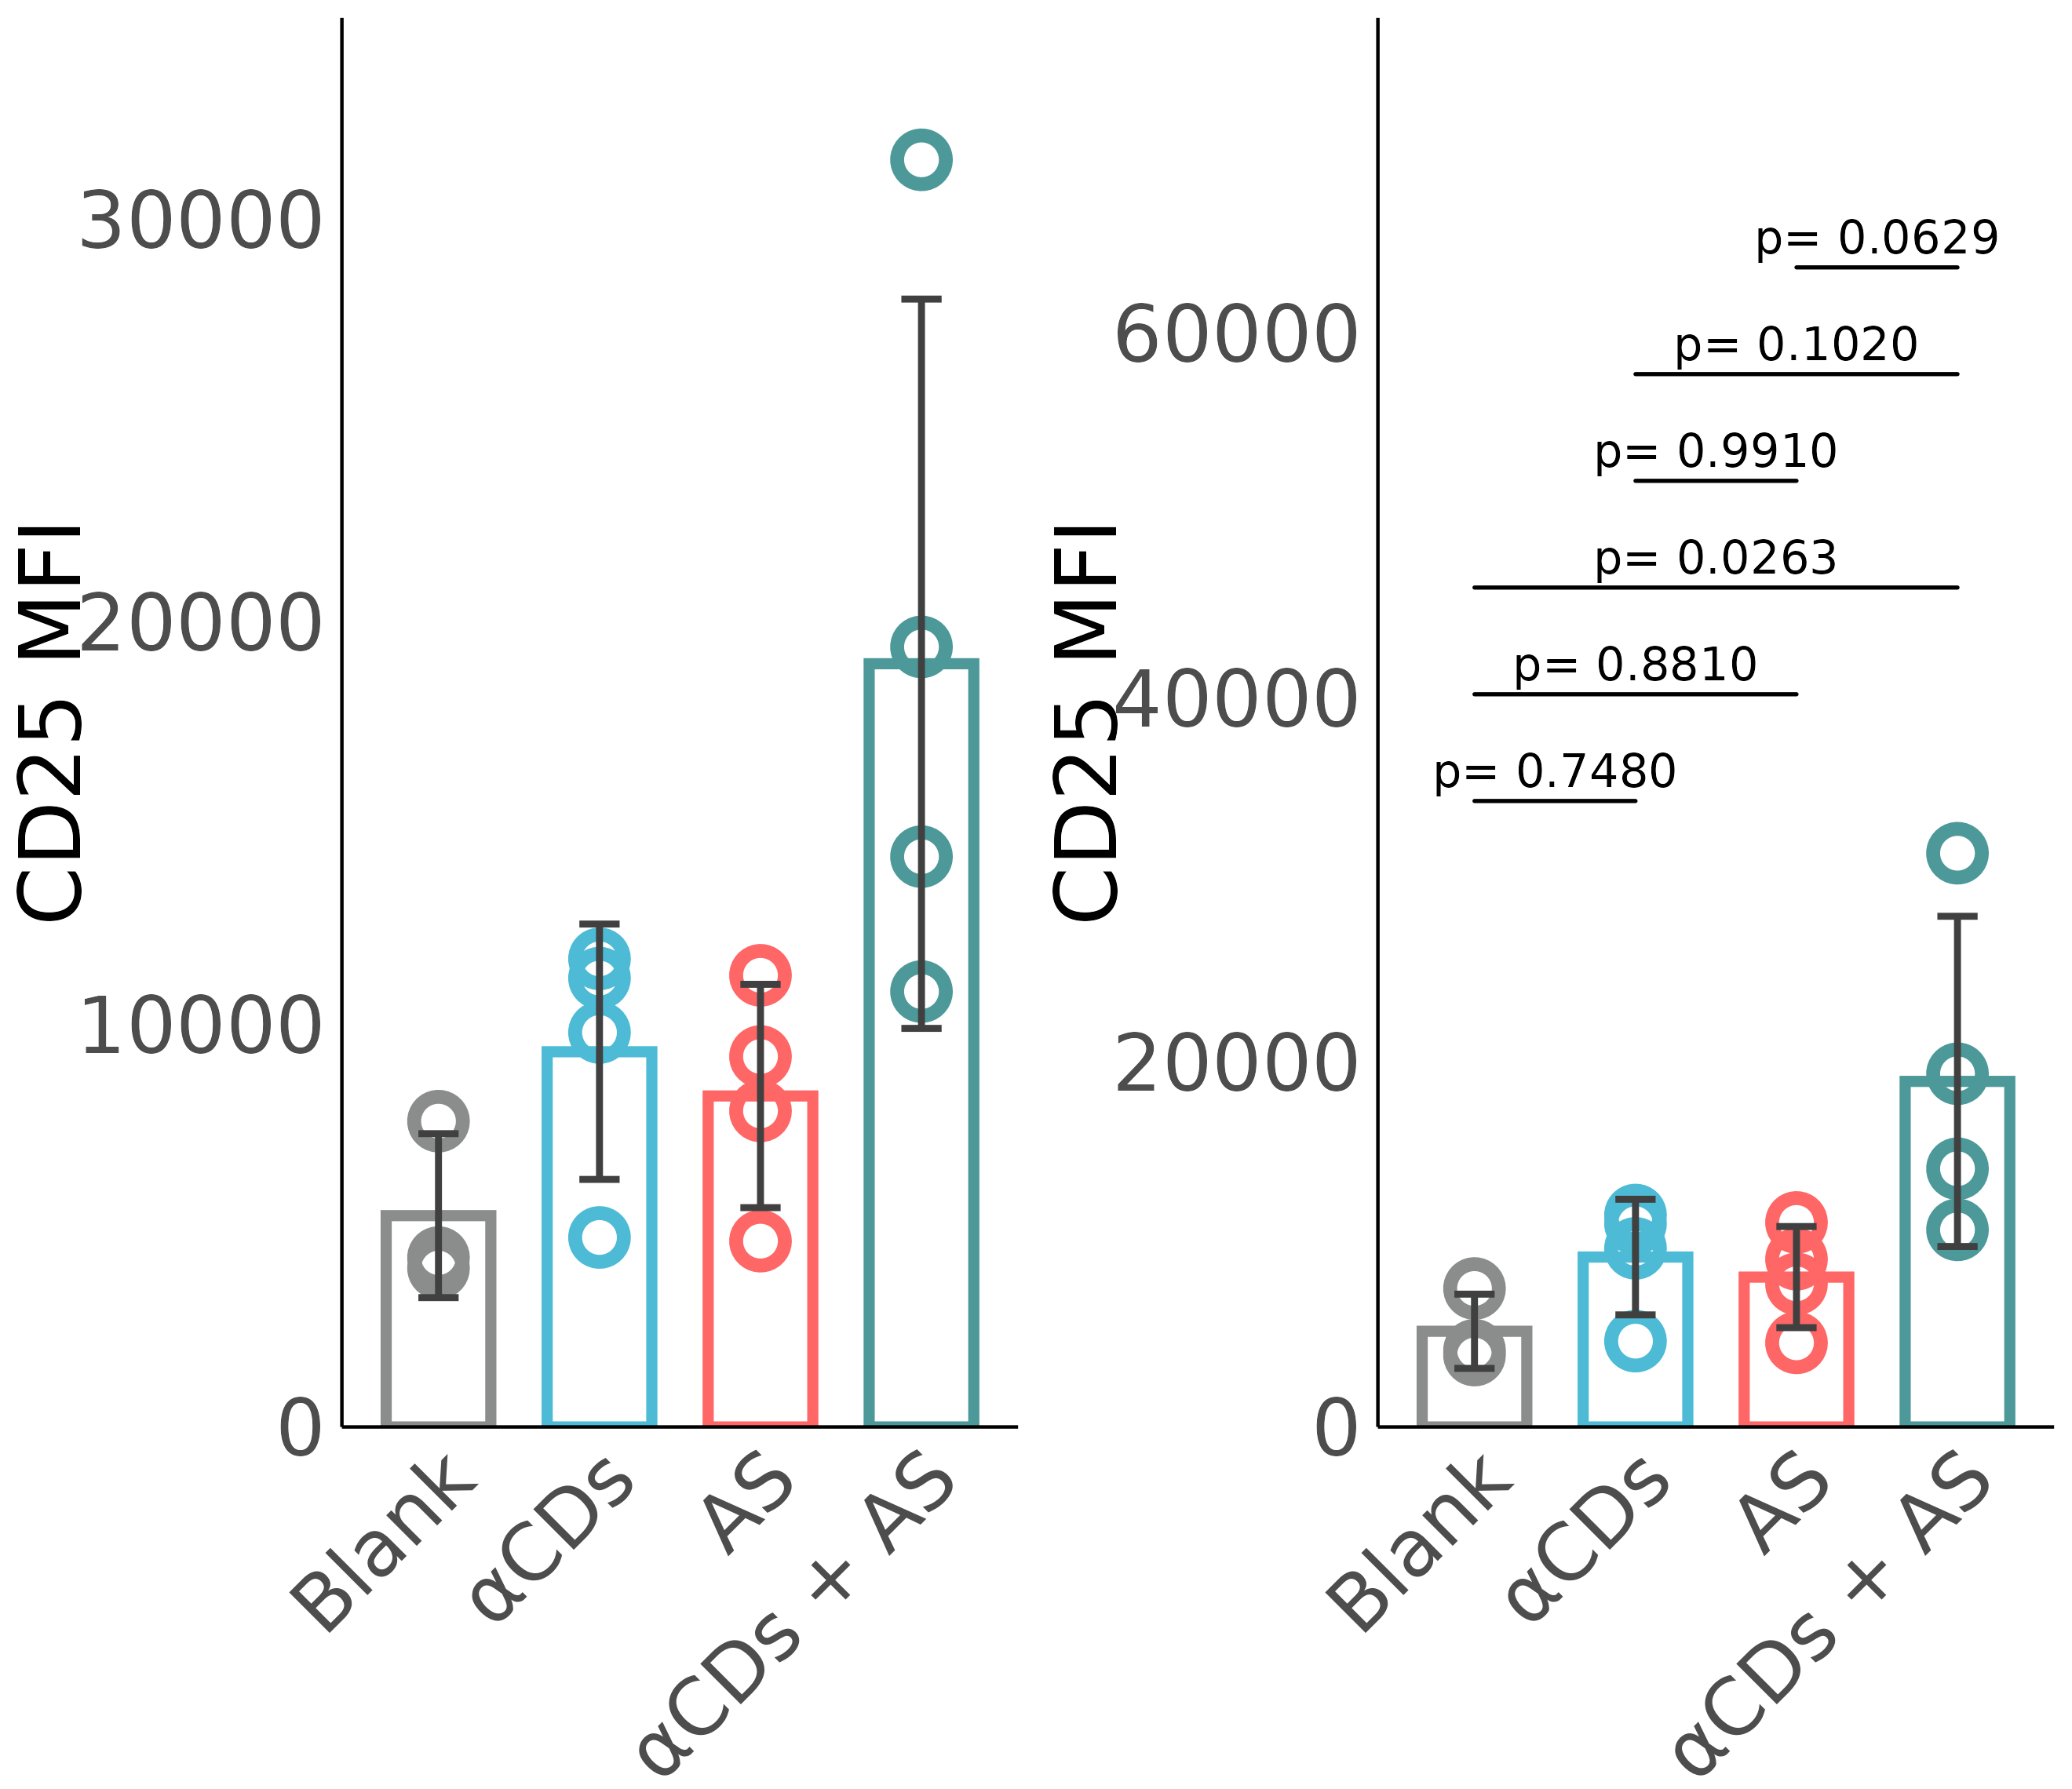 CD25 MFI
30000
20000
10000
0
Blank
αCDs
AS
αCDs + AS
CD25 MFI
60000
40000
20000
0
p= 0.0629
p= 0.1020
p= 0.9910
p= 0.0263
p= 0.8810
p= 0.7480
Blank
αCDs
AS
αCDs + AS